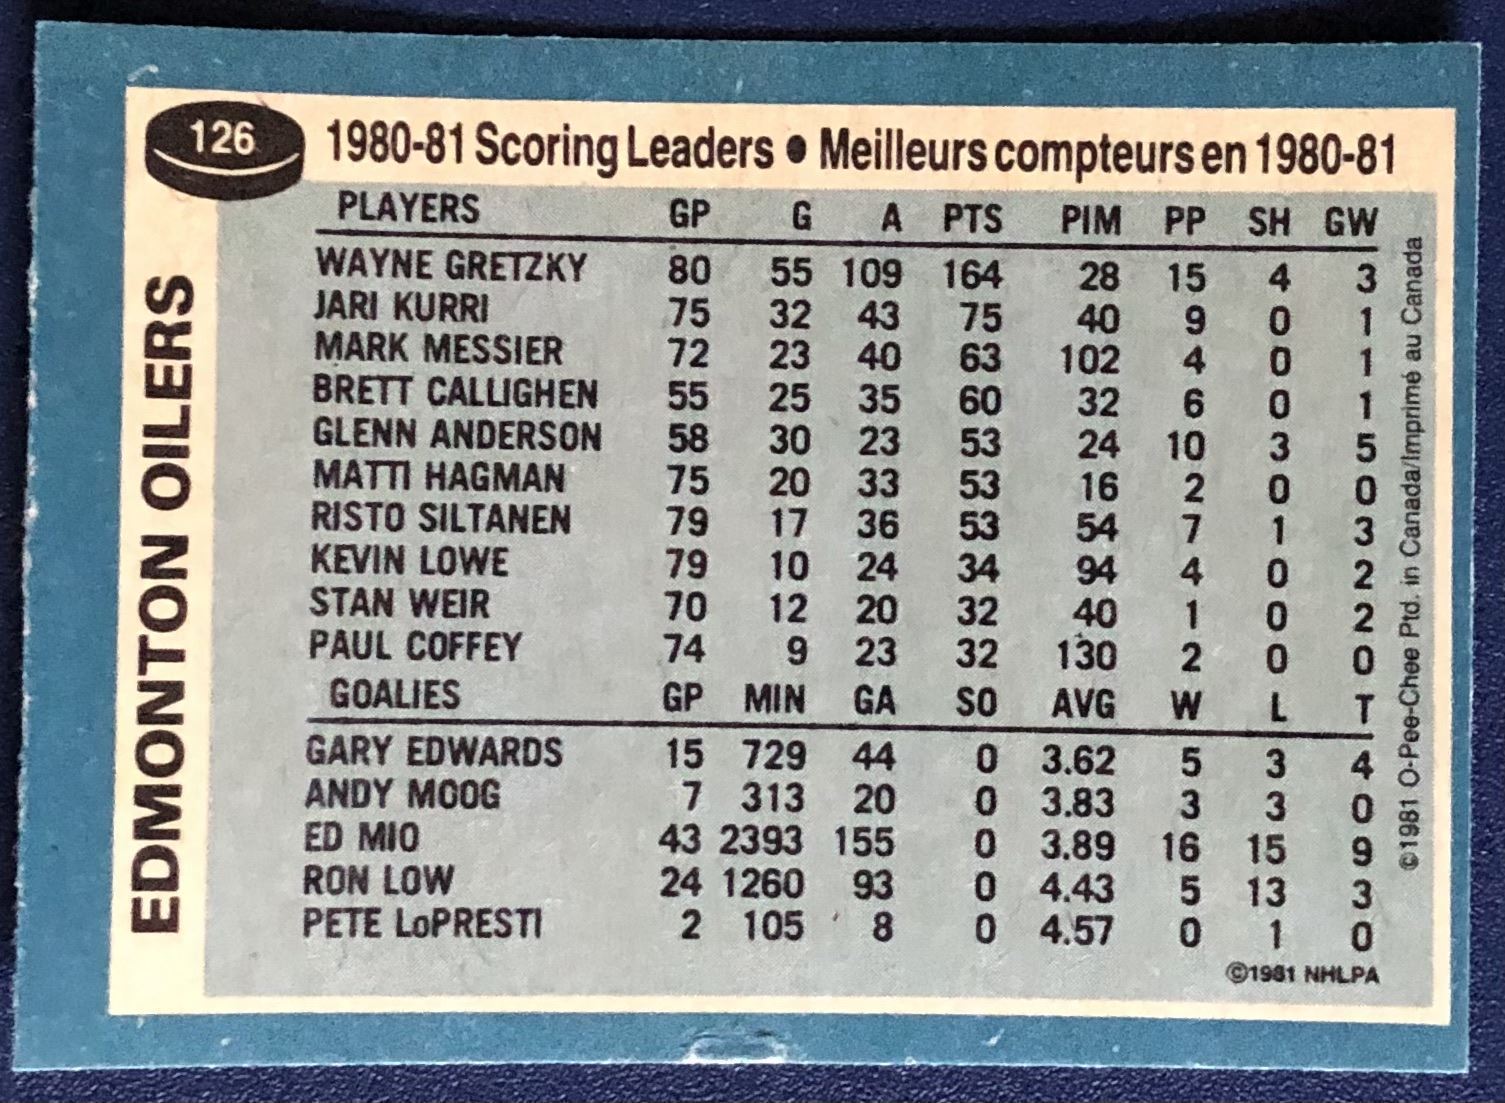 126
1980-81 Scoring Leaders • Meilleurs compteurs en 1980-81
EDMONTON OILERS
PLAYERS GP G A PTS PIM PP SH GW
WAYNE GRETZKY 80 55 109 164 28 15 4 3
JARI KURRI 75 32 43 75 40 9 0 1
MARK MESSIER 72 23 40 63 102 4 0 1
BRETT CALLIGHEN 55 25 35 60 32 6 0 1
GLENN ANDERSON 58 30 23 53 24 10 3 5
MATTI HAGMAN 75 20 33 53 16 2 0 0
RISTO SILTANEN 79 17 36 53 54 7 1 3
KEVIN LOWE 79 10 24 34 94 4 0 2
STAN WEIR 70 12 20 32 40 1 0 2
PAUL COFFEY 74 9 23 32 130 2 0 0
GOALIES GP MIN GA SO AVG W L T
GARY EDWARDS 15 729 44 0 3.62 5 3 4
ANDY MOOG 7 313 20 0 3.83 3 3 0
ED MIO 43 2393 155 0 3.89 16 15 9
RON LOW 24 1260 93 0 4.43 5 13 3
PETE LoPRESTI 2 105 8 0 4.57 0 1 0
©1981 NHLPA
©1981 O-Pee-Chee Ptd. in Canada/Imprimé au Canada